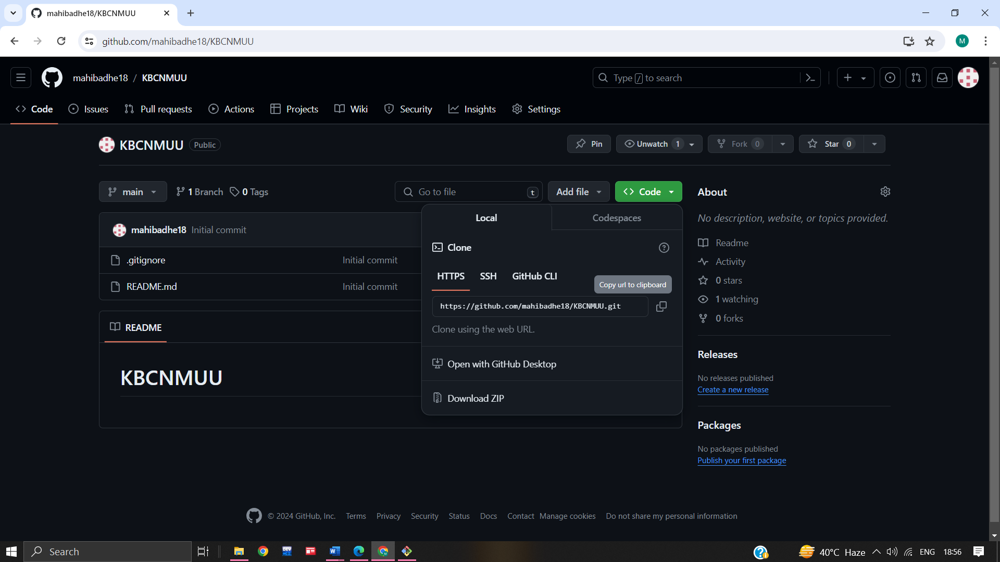 mahibadhe18/KBCNMUU
github.com/mahibadhe18/KBCNMUU
M
mahibadhe18 / KBCNMUU
Type / to search
Code Issues Pull requests Actions Projects Wiki Security Insights Settings
KBCNMUU Public
Pin Unwatch 1 Fork 0 Star 0
main 1 Branch 0 Tags Go to file t Add file Code
Local Codespaces
mahibadhe18 Initial commit
Clone
.gitignore Initial commit
HTTPS SSH GitHub CLI
Copy url to clipboard
README.md Initial commit
https://github.com/mahibadhe18/KBCNMUU.git
Clone using the web URL.
README
Open with GitHub Desktop
KBCNMUU
Download ZIP
About
No description, website, or topics provided.
Readme
Activity
0 stars
1 watching
0 forks
Releases
No releases published
Create a new release
Packages
No packages published
Publish your first package
© 2024 GitHub, Inc. Terms Privacy Security Status Docs Contact Manage cookies Do not share my personal information
Search
DEV
40°C Haze ENG 18:56